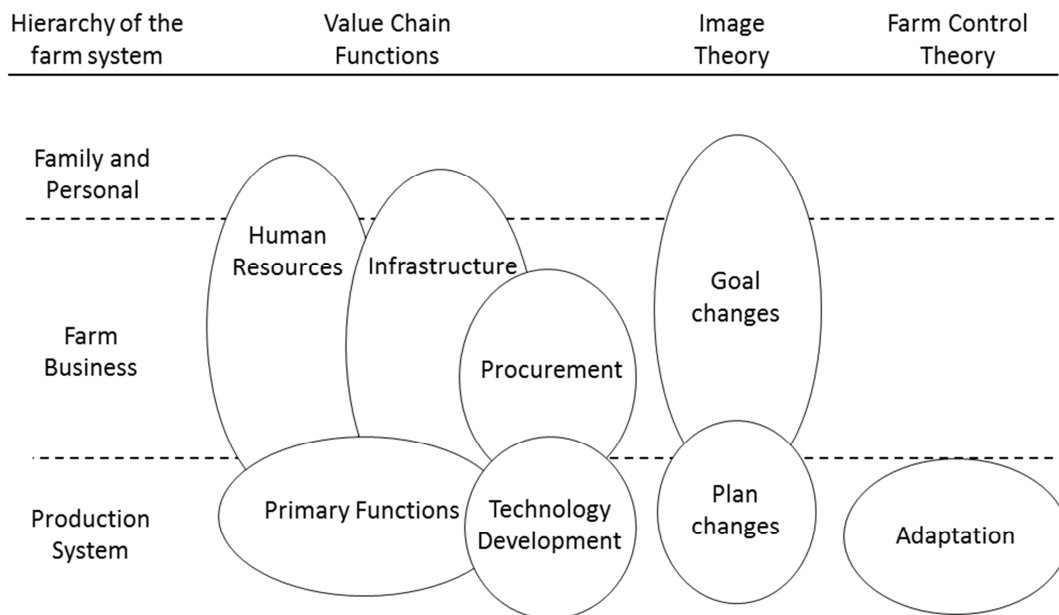 Hierarchy of the
farm system
Value Chain
Functions
Image
Theory
Farm Control
Theory
Family and
Personal
Human
Resources
Infrastructure
Goal
changes
Farm
Business
Procurement
Primary Functions
Technology
Development
Plan
changes
Production
System
Adaptation